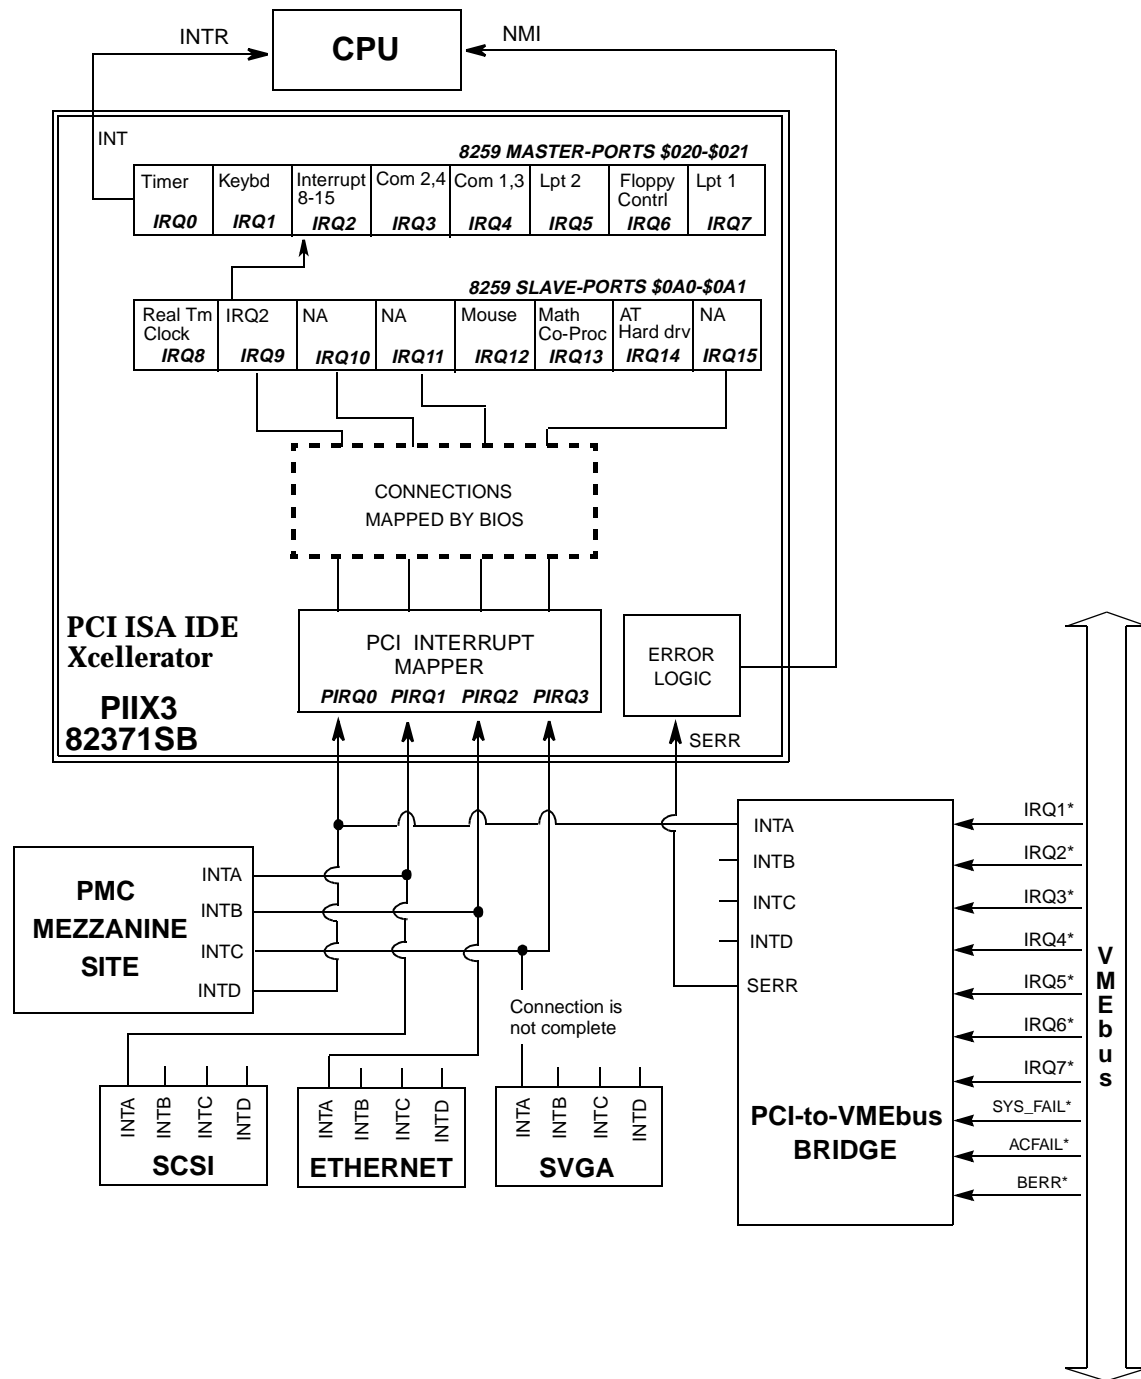 INTR
CPU
NMI
INT
8259 MASTER-PORTS $020-$021
Timer
IRQ0
Keybd
IRQ1
Interrupt
8-15
IRQ2
Com 2,4
IRQ3
Com 1,3
IRQ4
Lpt 2
IRQ5
Floppy
Contrl
IRQ6
Lpt 1
IRQ7
8259 SLAVE-PORTS $0A0-$0A1
Real Tm
Clock
IRQ8
IRQ2
IRQ9
NA
IRQ10
NA
IRQ11
Mouse
IRQ12
Math
Co-Proc
IRQ13
AT
Hard drv
IRQ14
NA
IRQ15
CONNECTIONS
MAPPED BY BIOS
PCI INTERRUPT
MAPPER
PIRQ0 PIRQ1 PIRQ2 PIRQ3
ERROR
LOGIC
PCI ISA IDE
Xcellerator
PIIX3
82371SB
SERR
PMC
MEZZANINE
SITE
INTA
INTB
INTC
INTD
INTA
INTB
INTC
INTD
SERR
PCI-to-VMEbus
BRIDGE
IRQ1*
IRQ2*
IRQ3*
IRQ4*
IRQ5*
IRQ6*
IRQ7*
SYS_FAIL*
ACFAIL*
BERR*
VMEbus
Connection is
not complete
INTA
INTB
INTC
INTD
SCSI
INTA
INTB
INTC
INTD
ETHERNET
INTA
INTB
INTC
INTD
SVGA